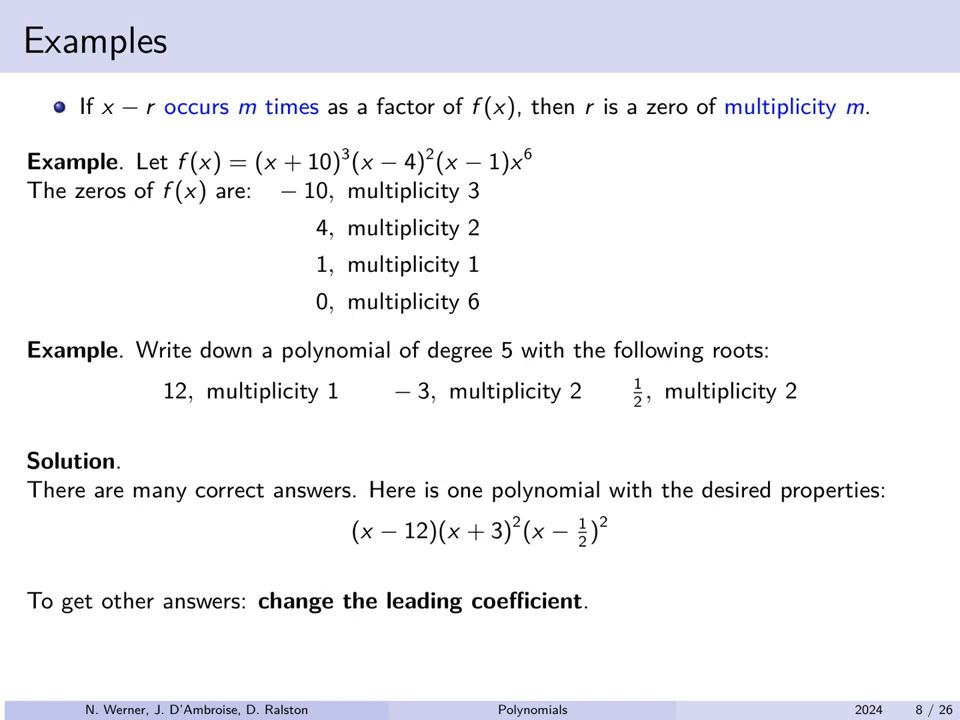 Examples
If x − r occurs m times as a factor of f(x), then r is a zero of multiplicity m.
Example. Let f(x) = (x + 10)³(x − 4)²(x − 1)x⁶
The zeros of f(x) are: − 10, multiplicity 3
4, multiplicity 2
1, multiplicity 1
0, multiplicity 6
Example. Write down a polynomial of degree 5 with the following roots:
12, multiplicity 1 − 3, multiplicity 2 ½, multiplicity 2
Solution.
There are many correct answers. Here is one polynomial with the desired properties:
(x − 12)(x + 3)²(x − ½)²
To get other answers: change the leading coefficient.
N. Werner, J. D'Ambroise, D. Ralston Polynomials 2024 8 / 26